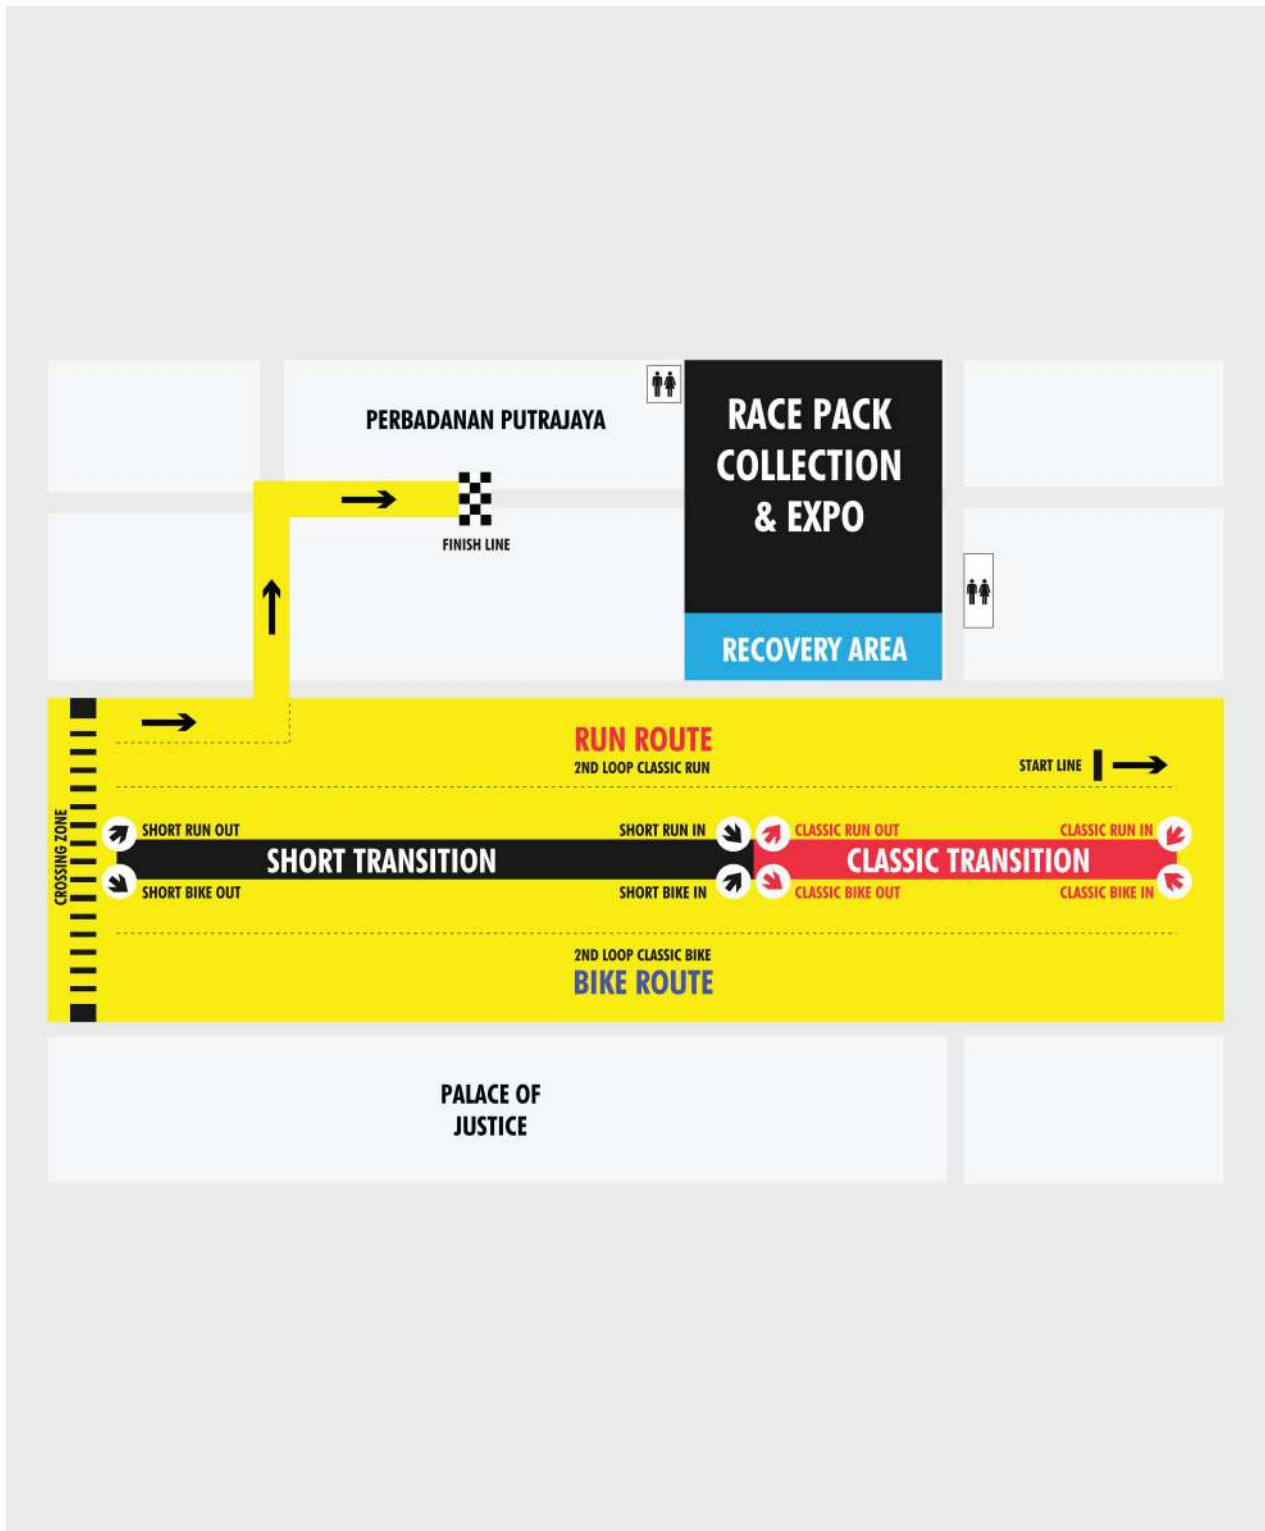 PERBADANAN PUTRAJAYA
RACE PACK
COLLECTION
& EXPO
FINISH LINE
RECOVERY AREA
RUN ROUTE
2ND LOOP CLASSIC RUN
START LINE
CROSSING ZONE
SHORT RUN OUT
SHORT RUN IN
CLASSIC RUN OUT
CLASSIC RUN IN
SHORT TRANSITION
CLASSIC TRANSITION
SHORT BIKE OUT
SHORT BIKE IN
CLASSIC BIKE OUT
CLASSIC BIKE IN
2ND LOOP CLASSIC BIKE
BIKE ROUTE
PALACE OF
JUSTICE